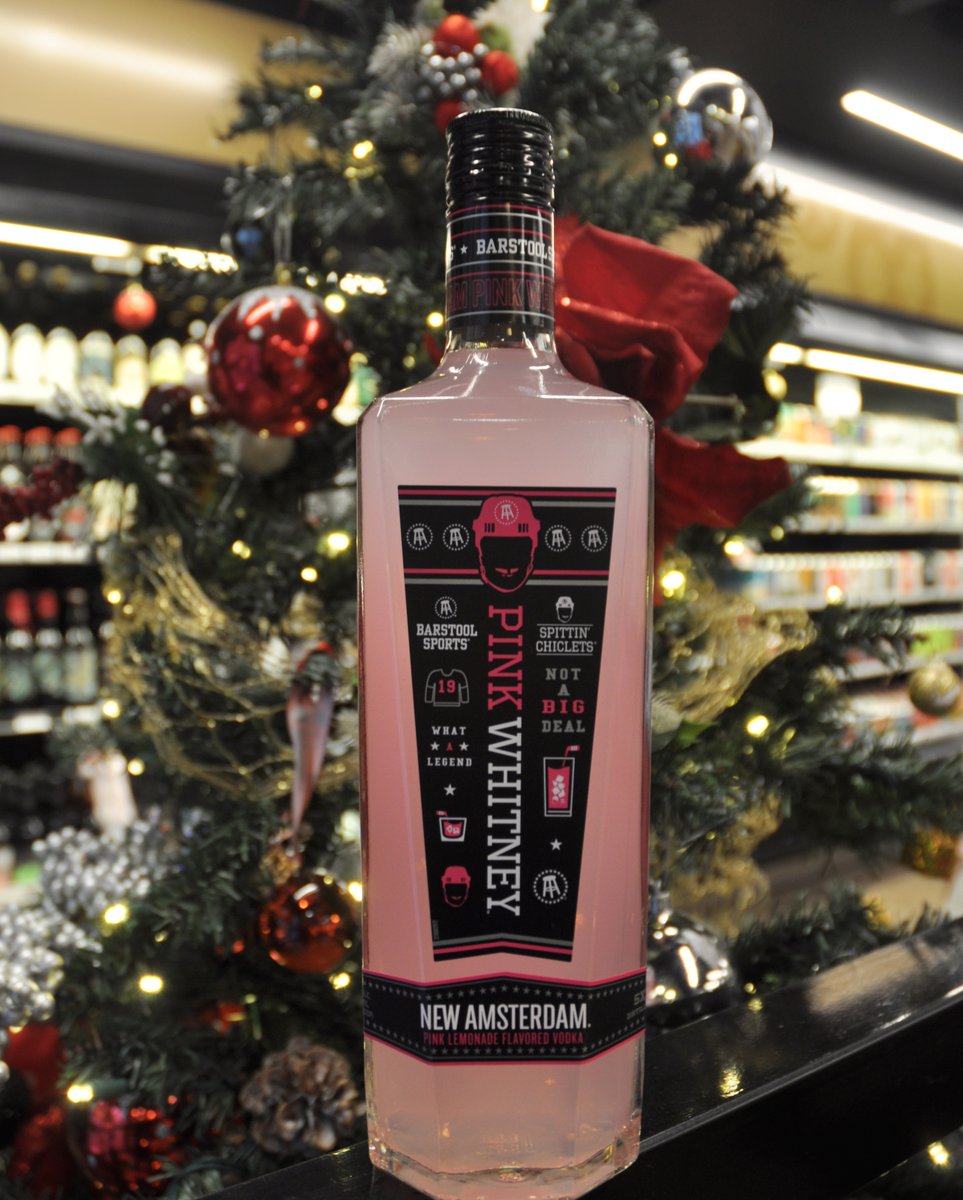 ★ BARSTOOL S
PINK W
BARSTOOL
SPORTS
SPITTIN'
CHICLETS
19
NOT
A
BIG
DEAL
WHAT
★ A ★
LEGEND
PINK WHITNEY
NEW AMSTERDAM.
PINK LEMONADE FLAVORED VODKA